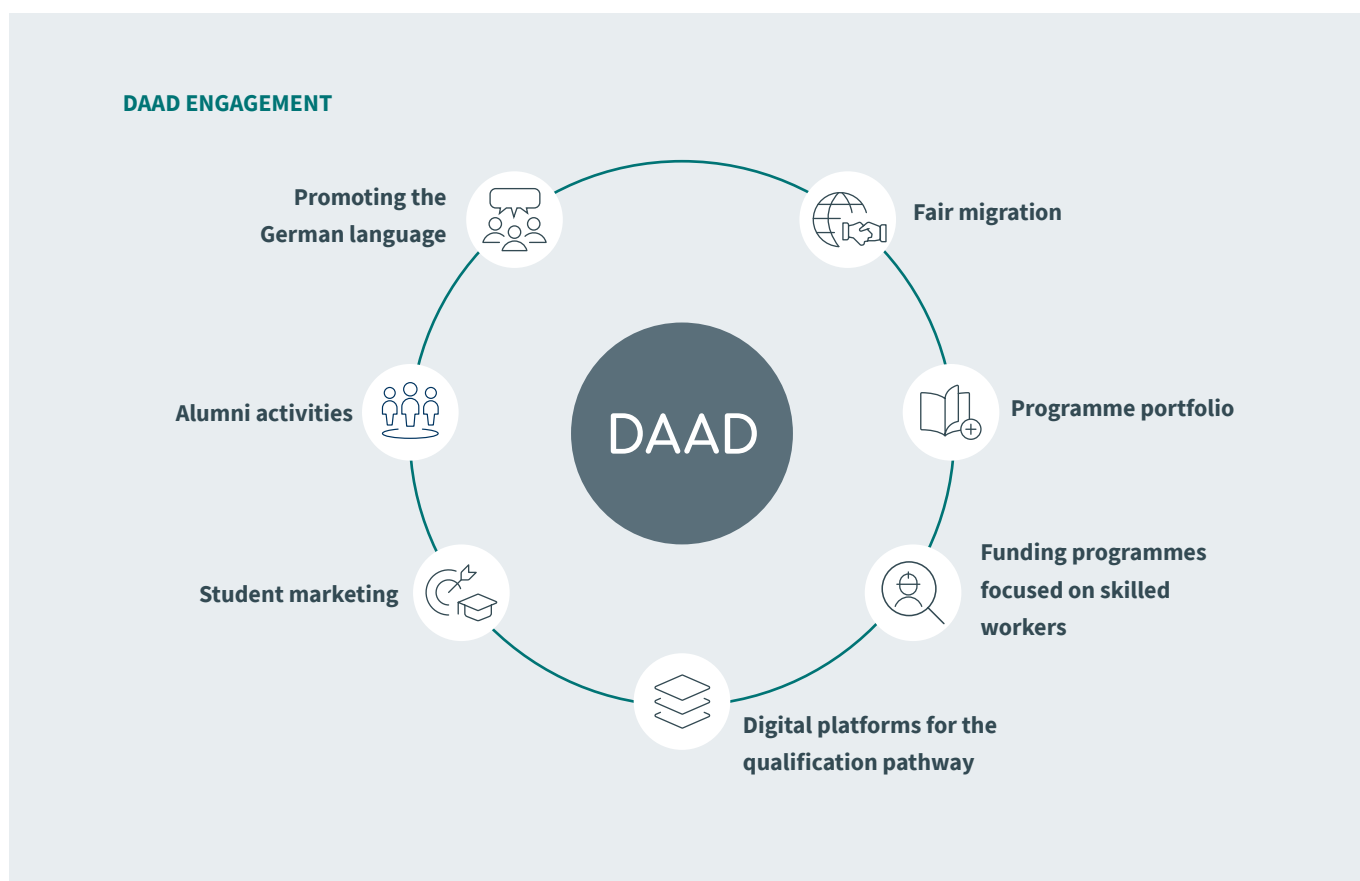 DAAD ENGAGEMENT
Promoting the
German language
Fair migration
Alumni activities
DAAD
Programme portfolio
Student marketing
Funding programmes
focused on skilled
workers
Digital platforms for the
qualification pathway